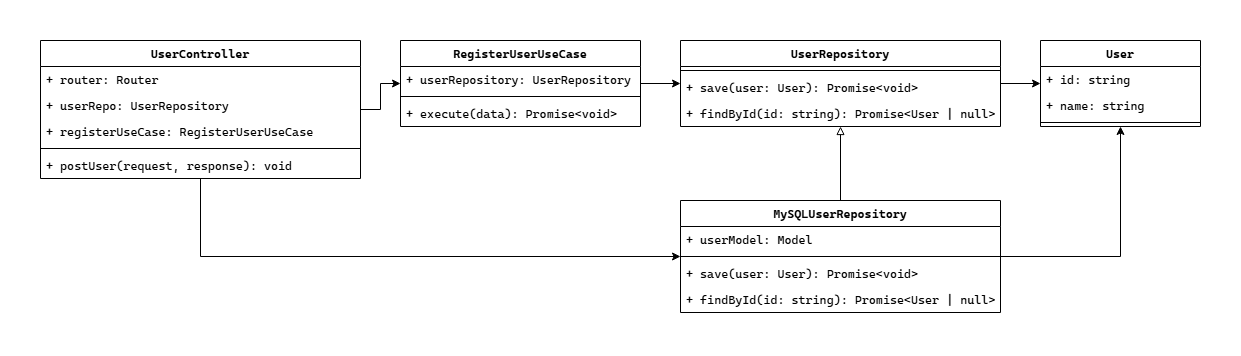 UserController
+ router: Router
+ userRepo: UserRepository
+ registerUseCase: RegisterUserUseCase
+ postUser(request, response): void
RegisterUserUseCase
+ userRepository: UserRepository
+ execute(data): Promise<void>
UserRepository
+ save(user: User): Promise<void>
+ findById(id: string): Promise<User | null>
User
+ id: string
+ name: string
MySQLUserRepository
+ userModel: Model
+ save(user: User): Promise<void>
+ findById(id: string): Promise<User | null>